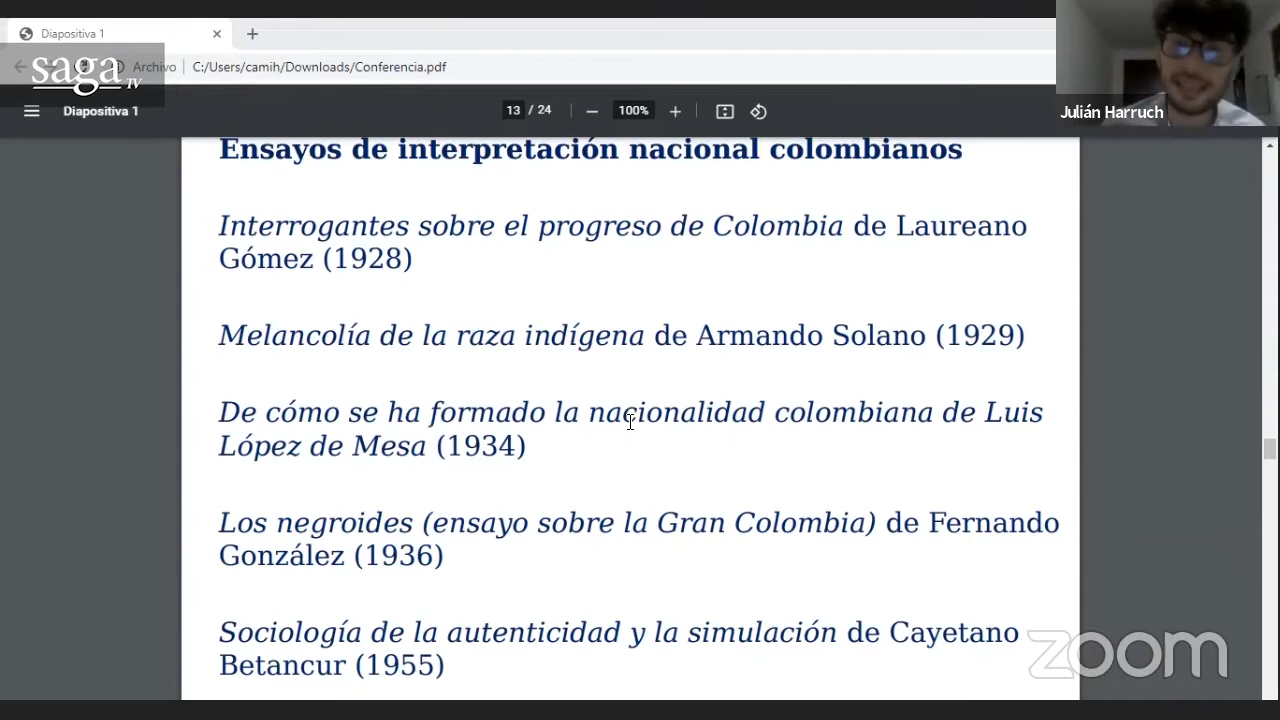 Diapositiva 1
saga TV
Archivo
C:/Users/camih/Downloads/Conferencia.pdf
Diapositiva 1
13 / 24
100%
Julián Harruch
Ensayos de interpretación nacional colombianos
Interrogantes sobre el progreso de Colombia de Laureano
Gómez (1928)
Melancolía de la raza indígena de Armando Solano (1929)
De cómo se ha formado la nacionalidad colombiana de Luis
López de Mesa (1934)
Los negroides (ensayo sobre la Gran Colombia) de Fernando
González (1936)
Sociología de la autenticidad y la simulación de Cayetano
Betancur (1955)
zoom